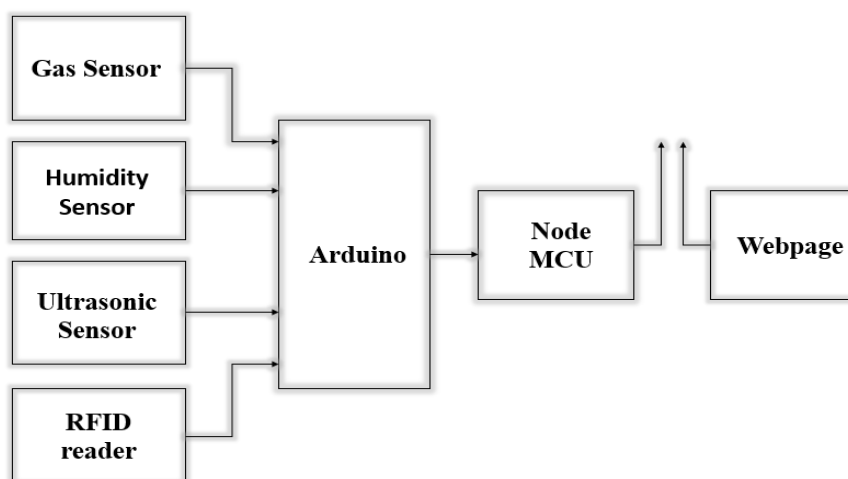 Gas Sensor
Humidity
Sensor
Ultrasonic
Sensor
RFID
reader
Arduino
Node
MCU
Webpage